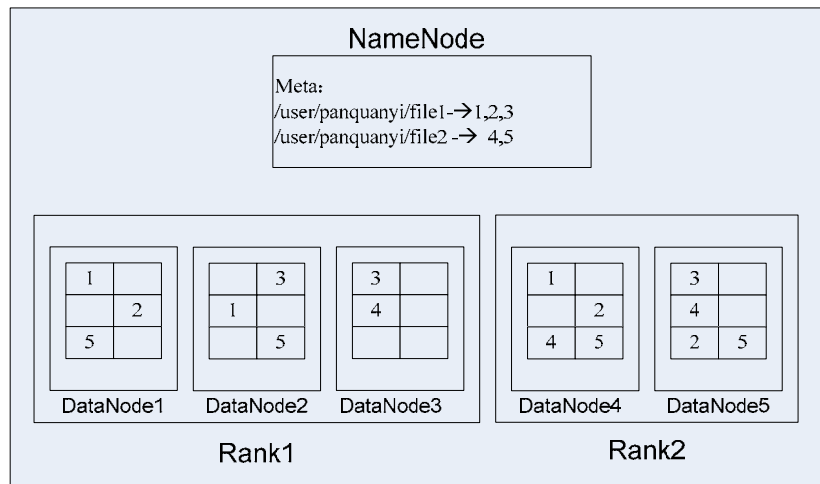 NameNode
Meta:
/user/panquanyi/file1-→1,2,3
/user/panquanyi/file2 -→ 4,5
1
2
5
3
1
5
3
4
1
2
4 5
3
4
2 5
DataNode1 DataNode2 DataNode3 DataNode4 DataNode5
Rank1 Rank2